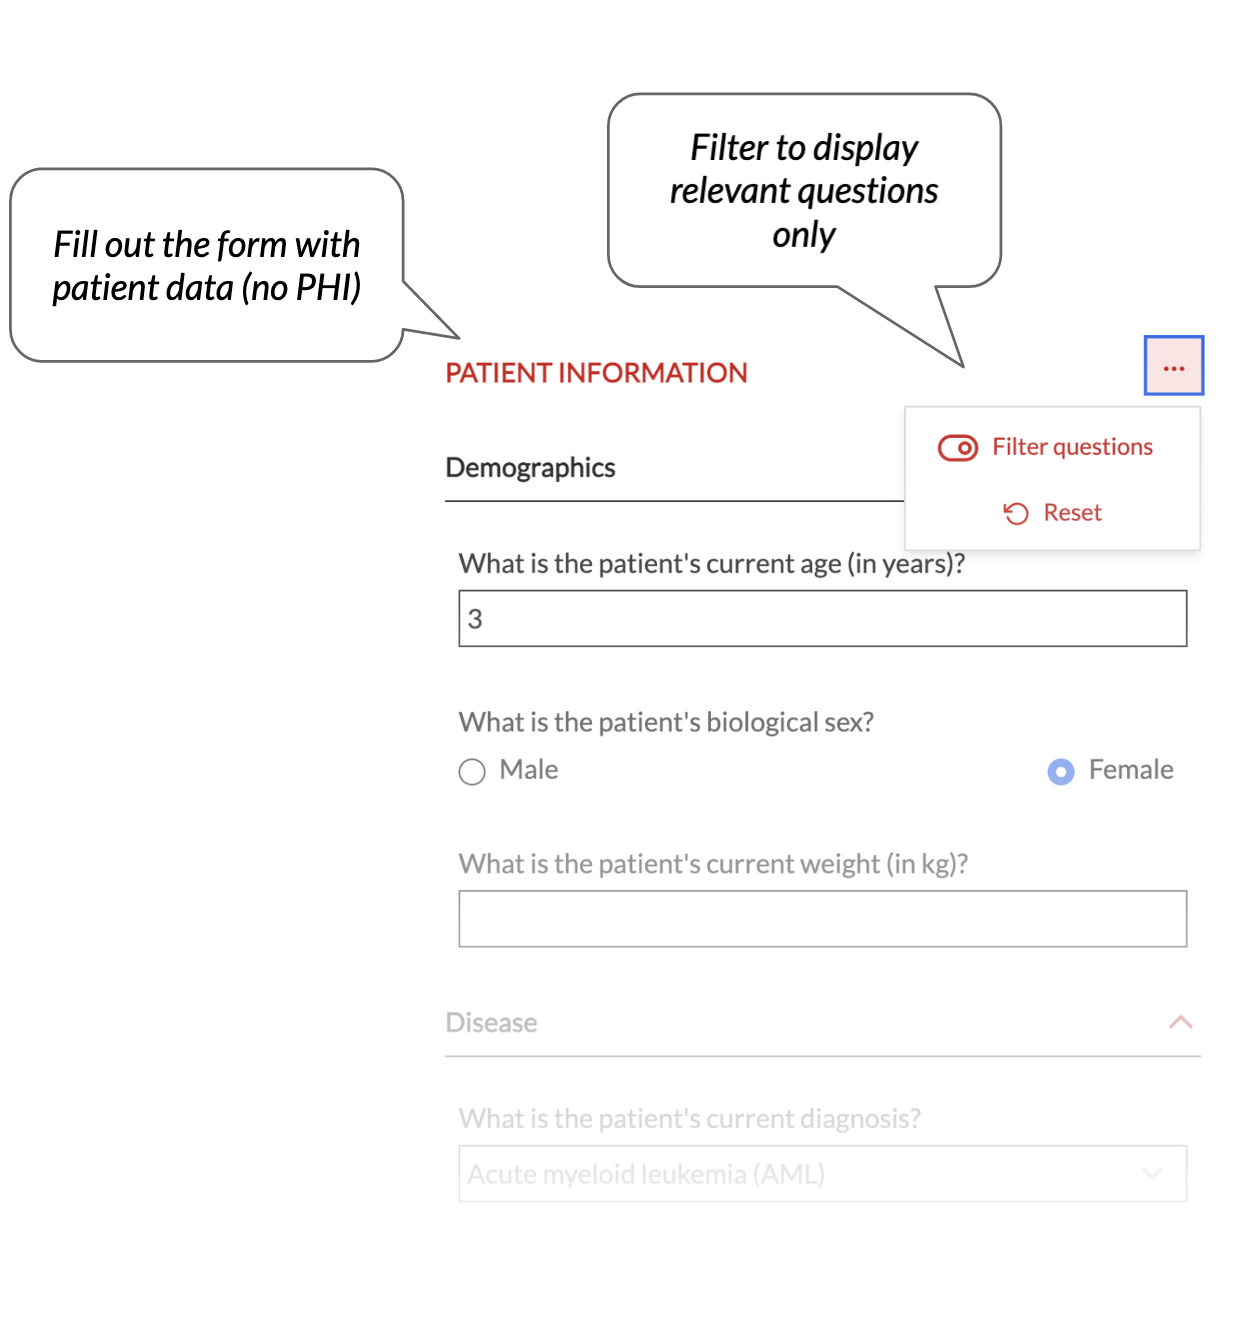 Filter to display
relevant questions
only
Fill out the form with
patient data (no PHI)
PATIENT INFORMATION
...
Filter questions
Reset
Demographics
What is the patient's current age (in years)?
3
What is the patient's biological sex?
Male
Female
What is the patient's current weight (in kg)?
Disease
What is the patient's current diagnosis?
Acute myeloid leukemia (AML)